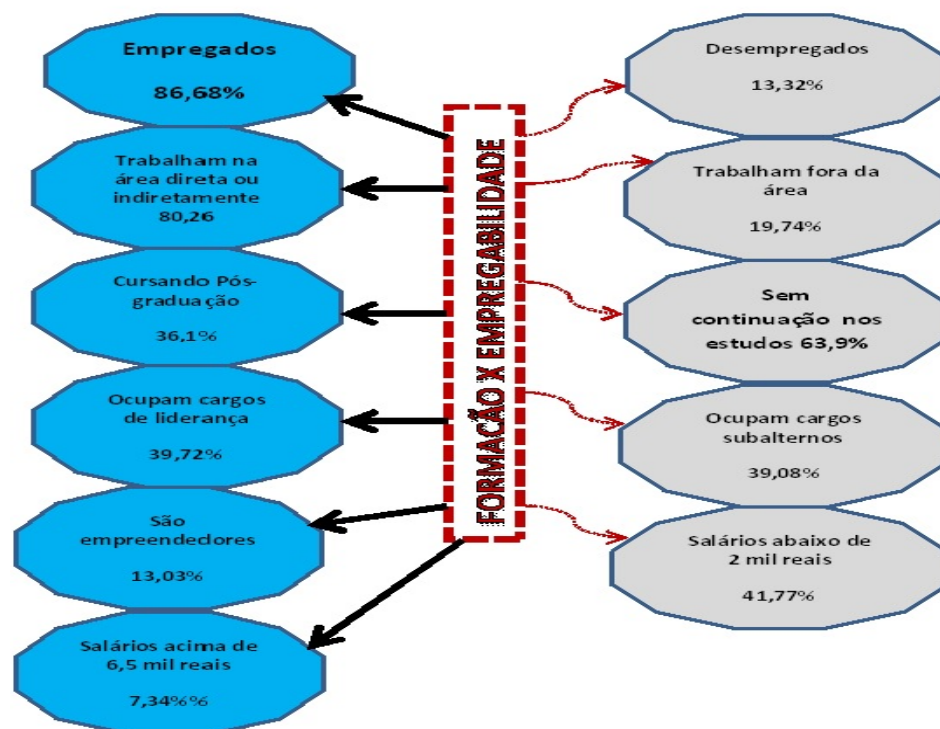 Empregados
86,68%
Trabalham na
área direta ou
indiretamente
80,26
Cursando Pós-
graduação
36,1%
Ocupam cargos
de liderança
39,72%
São
empreendedores
13,03%
Salários acima de
6,5 mil reais
7,34%%
FORMAÇÃO X EMPREGABILIDADE
Desempregados
13,32%
Trabalham fora da
área
19,74%
Sem
continuação nos
estudos 63,9%
Ocupam cargos
subalternos
39,08%
Salários abaixo de
2 mil reais
41,77%